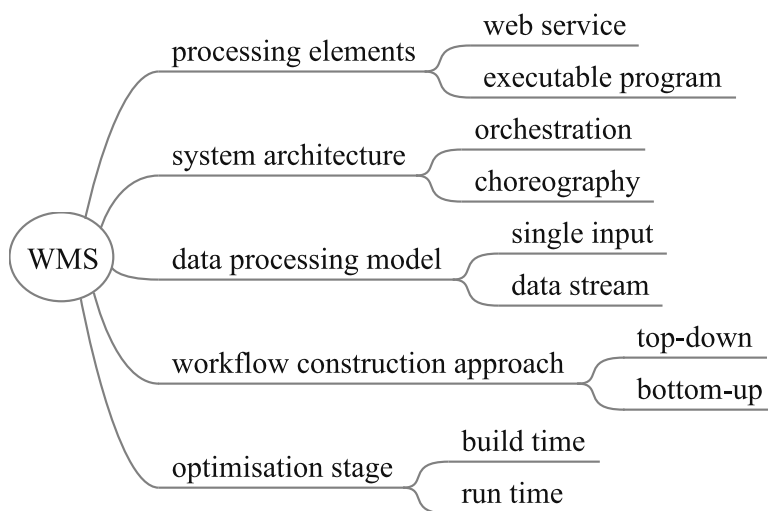 WMS
processing elements
web service
executable program
system architecture
orchestration
choreography
data processing model
single input
data stream
workflow construction approach
top-down
bottom-up
optimisation stage
build time
run time